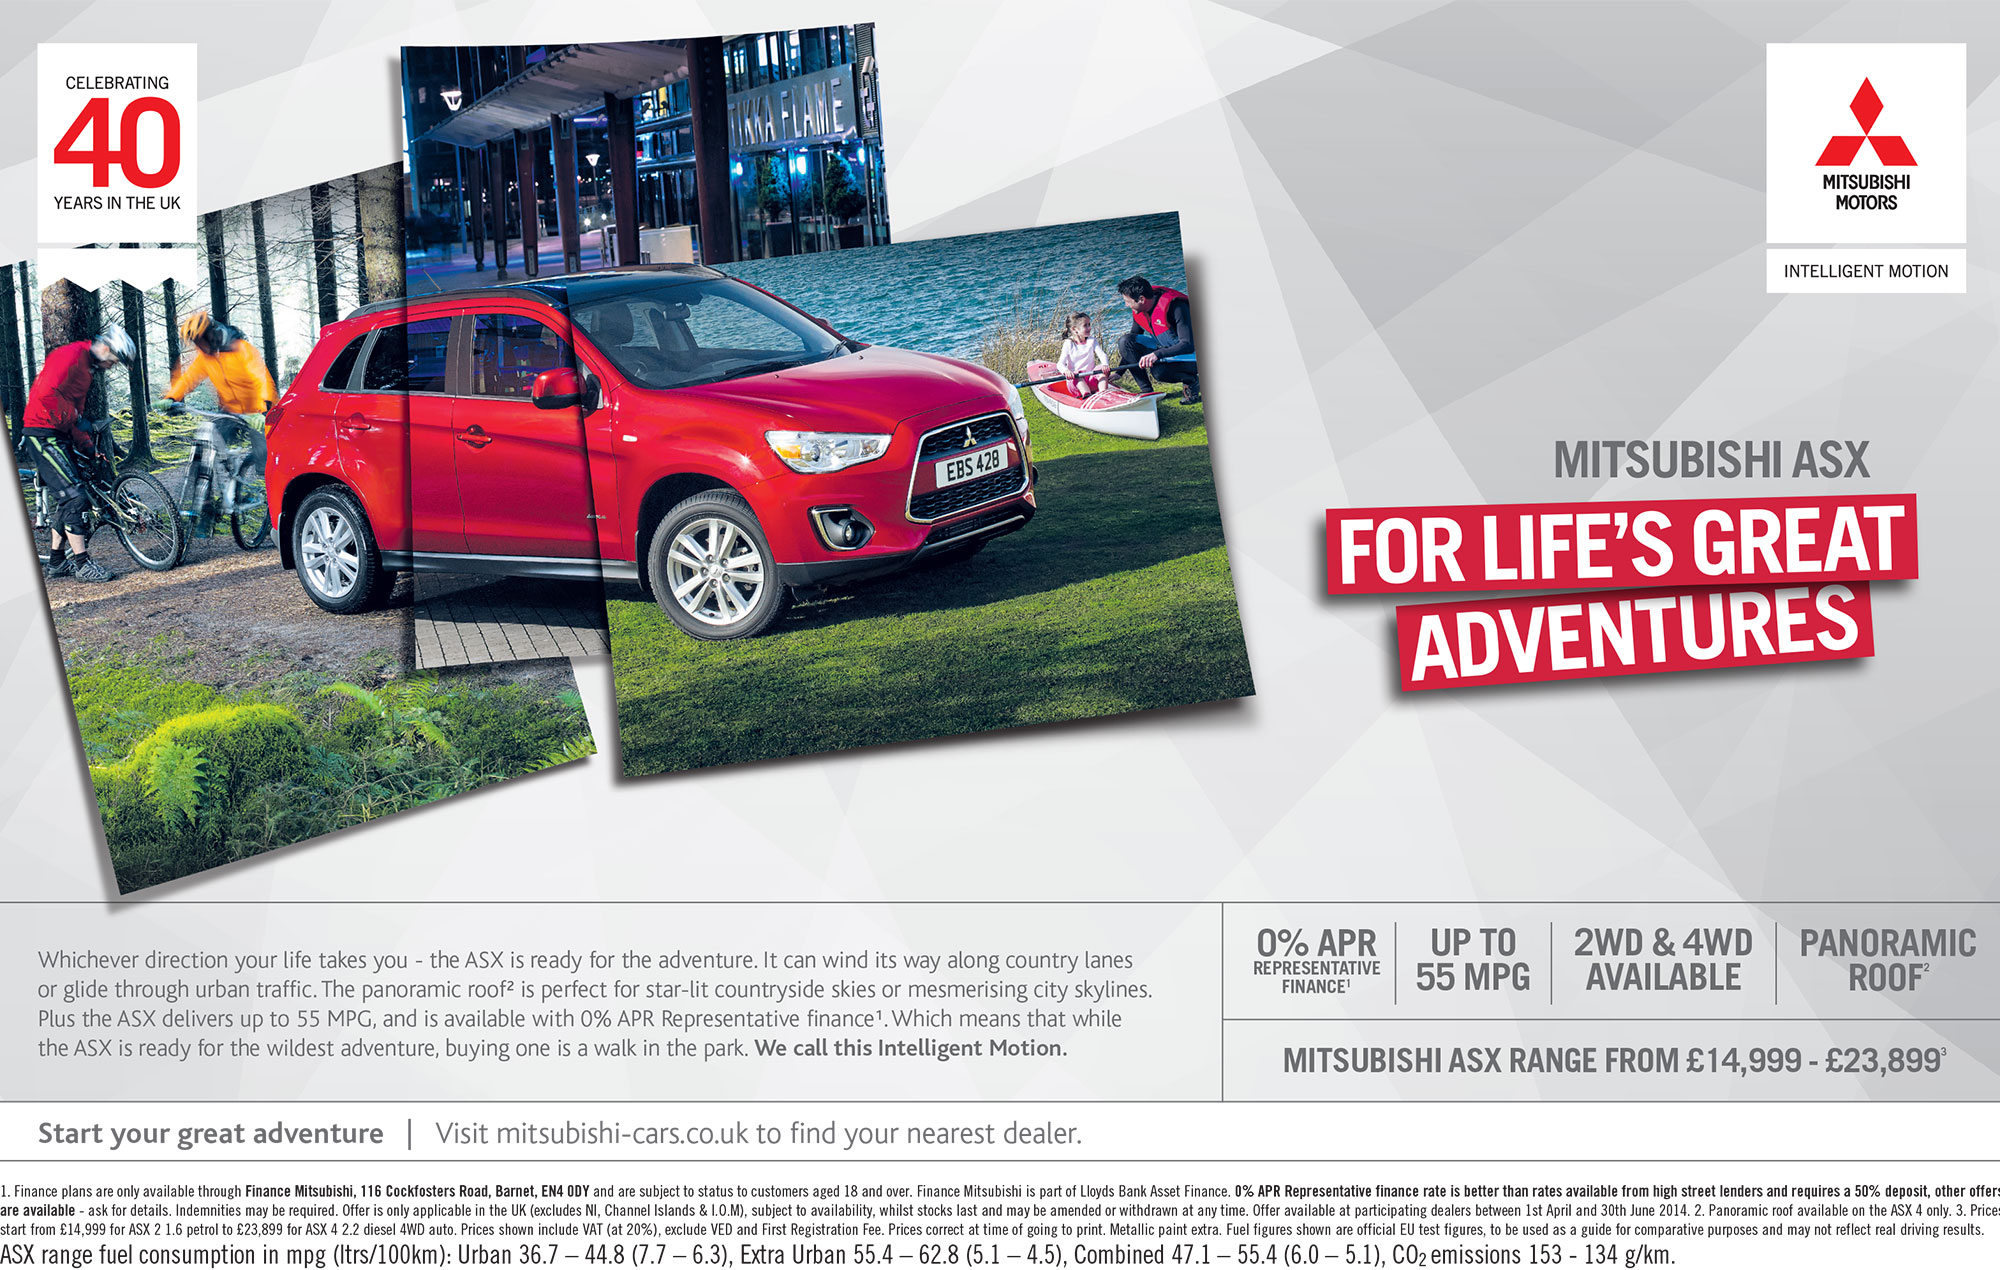 CELEBRATING
40
YEARS IN THE UK
TIKKA FLAME
MITSUBISHI
MOTORS
INTELLIGENT MOTION
EBS 428
MITSUBISHI ASX
FOR LIFE'S GREAT
ADVENTURES
Whichever direction your life takes you - the ASX is ready for the adventure. It can wind its way along country lanes
or glide through urban traffic. The panoramic roof² is perfect for star-lit countryside skies or mesmerising city skylines.
Plus the ASX delivers up to 55 MPG, and is available with 0% APR Representative finance¹. Which means that while
the ASX is ready for the wildest adventure, buying one is a walk in the park. We call this Intelligent Motion.
0% APR
REPRESENTATIVE
FINANCE¹
UP TO
55 MPG
2WD & 4WD
AVAILABLE
PANORAMIC
ROOF²
MITSUBISHI ASX RANGE FROM £14,999 - £23,899³
Start your great adventure | Visit mitsubishi-cars.co.uk to find your nearest dealer.
1. Finance plans are only available through Finance Mitsubishi, 116 Cockfosters Road, Barnet, EN4 0DY and are subject to status to customers aged 18 and over. Finance Mitsubishi is part of Lloyds Bank Asset Finance. 0% APR Representative finance rate is better than rates available from high street lenders and requires a 50% deposit, other offers
are available - ask for details. Indemnities may be required. Offer is only applicable in the UK (excludes NI, Channel Islands & I.O.M), subject to availability, whilst stocks last and may be amended or withdrawn at any time. Offer available at participating dealers between 1st April and 30th June 2014. 2. Panoramic roof available on the ASX 4 only. 3. Prices
start from £14,999 for ASX 2 1.6 petrol to £23,899 for ASX 4 2.2 diesel 4WD auto. Prices shown include VAT (at 20%), exclude VED and First Registration Fee. Prices correct at time of going to print. Metallic paint extra. Fuel figures shown are official EU test figures, to be used as a guide for comparative purposes and may not reflect real driving results.
ASX range fuel consumption in mpg (ltrs/100km): Urban 36.7 – 44.8 (7.7 – 6.3), Extra Urban 55.4 – 62.8 (5.1 – 4.5), Combined 47.1 – 55.4 (6.0 – 5.1), CO₂ emissions 153 - 134 g/km.